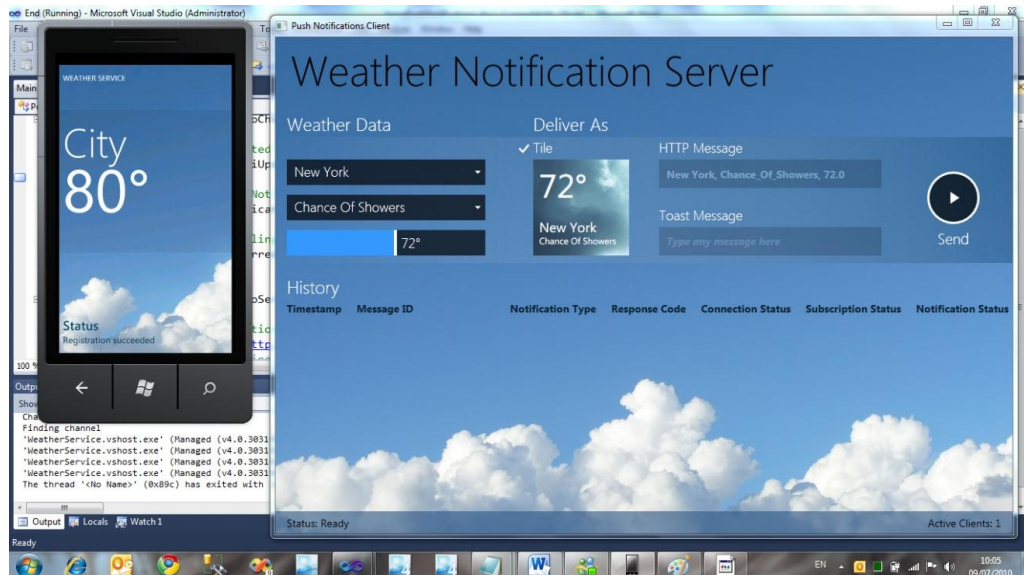 End (Running) - Microsoft Visual Studio (Administrator)
File
Push Notifications Client
Weather Notification Server
WEATHER SERVICE
City
80°
Status
Registration succeeded
Weather Data
New York
Chance Of Showers
72°
Deliver As
Tile
72°
New York
Chance Of Showers
HTTP Message
New York, Chance_Of_Showers, 72.0
Toast Message
Type any message here
Send
History
Timestamp Message ID Notification Type Response Code Connection Status Subscription Status Notification Status
Status: Ready
Active Clients: 1
Main
100 %
Finding channel
'WeatherService.vshost.exe' (Managed (v4.0.3031
'WeatherService.vshost.exe' (Managed (v4.0.3031
'WeatherService.vshost.exe' (Managed (v4.0.3031
'WeatherService.vshost.exe' (Managed (v4.0.3031
The thread '<No Name>' (0x89c) has exited with
Output Locals Watch 1
Ready
EN
10:05
09/07/2010